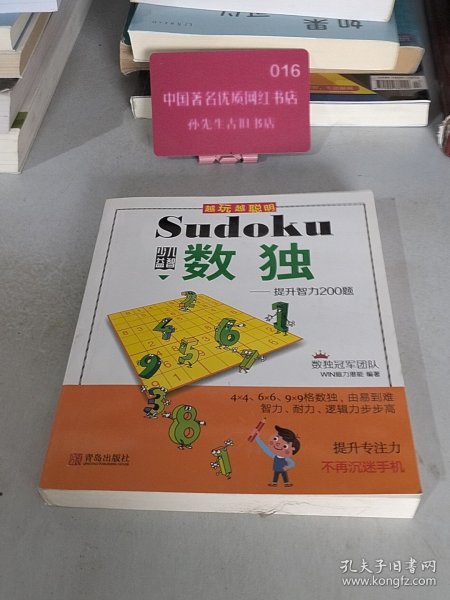 如果
可以
016
中国著名优质网红书店
孙先生古旧书店
越玩越聪明
Sudoku
少儿
益智
数独
——提升智力200题
数独冠军团队
WIN脑力潜能 编著
4×4、6×6、9×9格数独，由易到难
智力、耐力、逻辑力步步高
提升专注力
不再沉迷手机
青岛出版社
孔夫子旧书网
www.kongfz.com